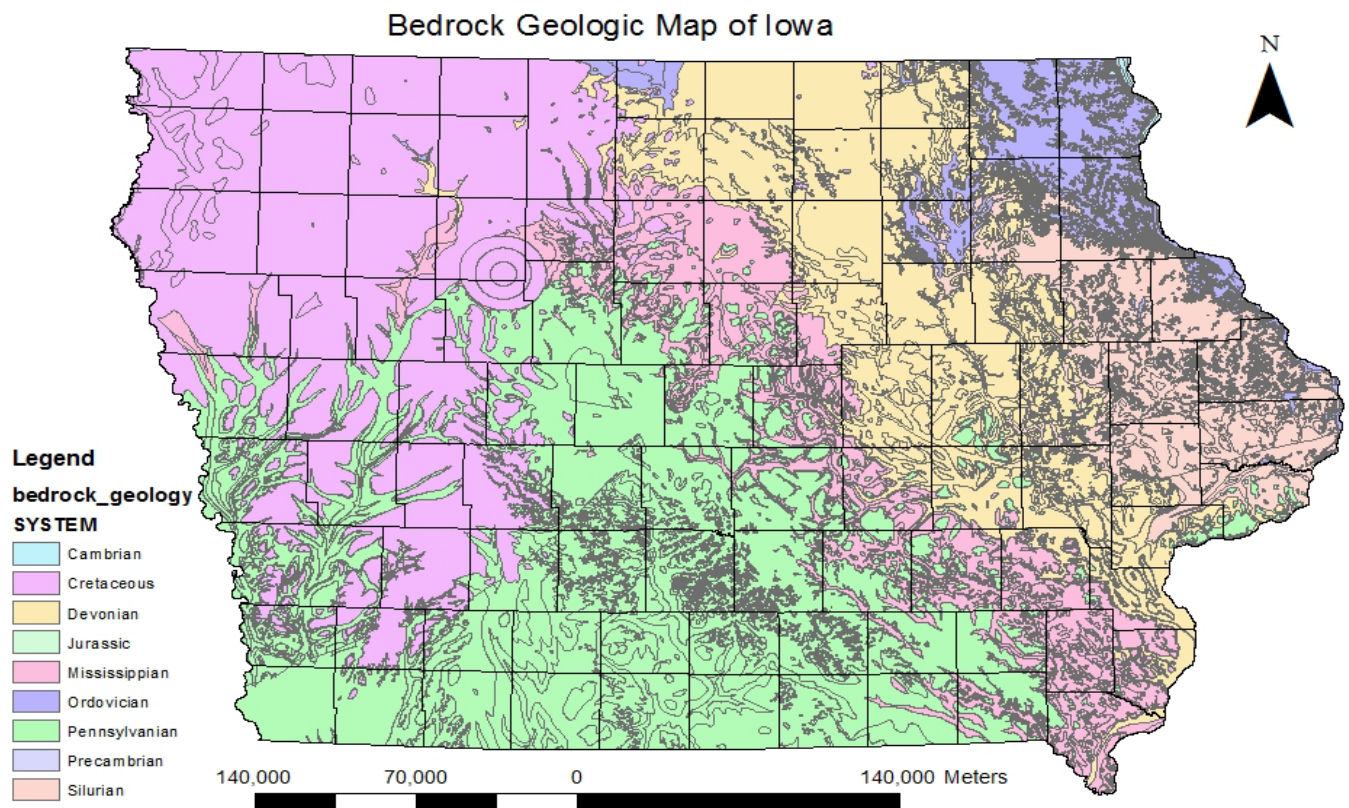 Bedrock Geologic Map of Iowa
N
Legend
bedrock_geology
SYSTEM
Cambrian
Cretaceous
Devonian
Jurassic
Mississippian
Ordovician
Pennsylvanian
Precambrian
Silurian
140,000 70,000 0 140,000 Meters